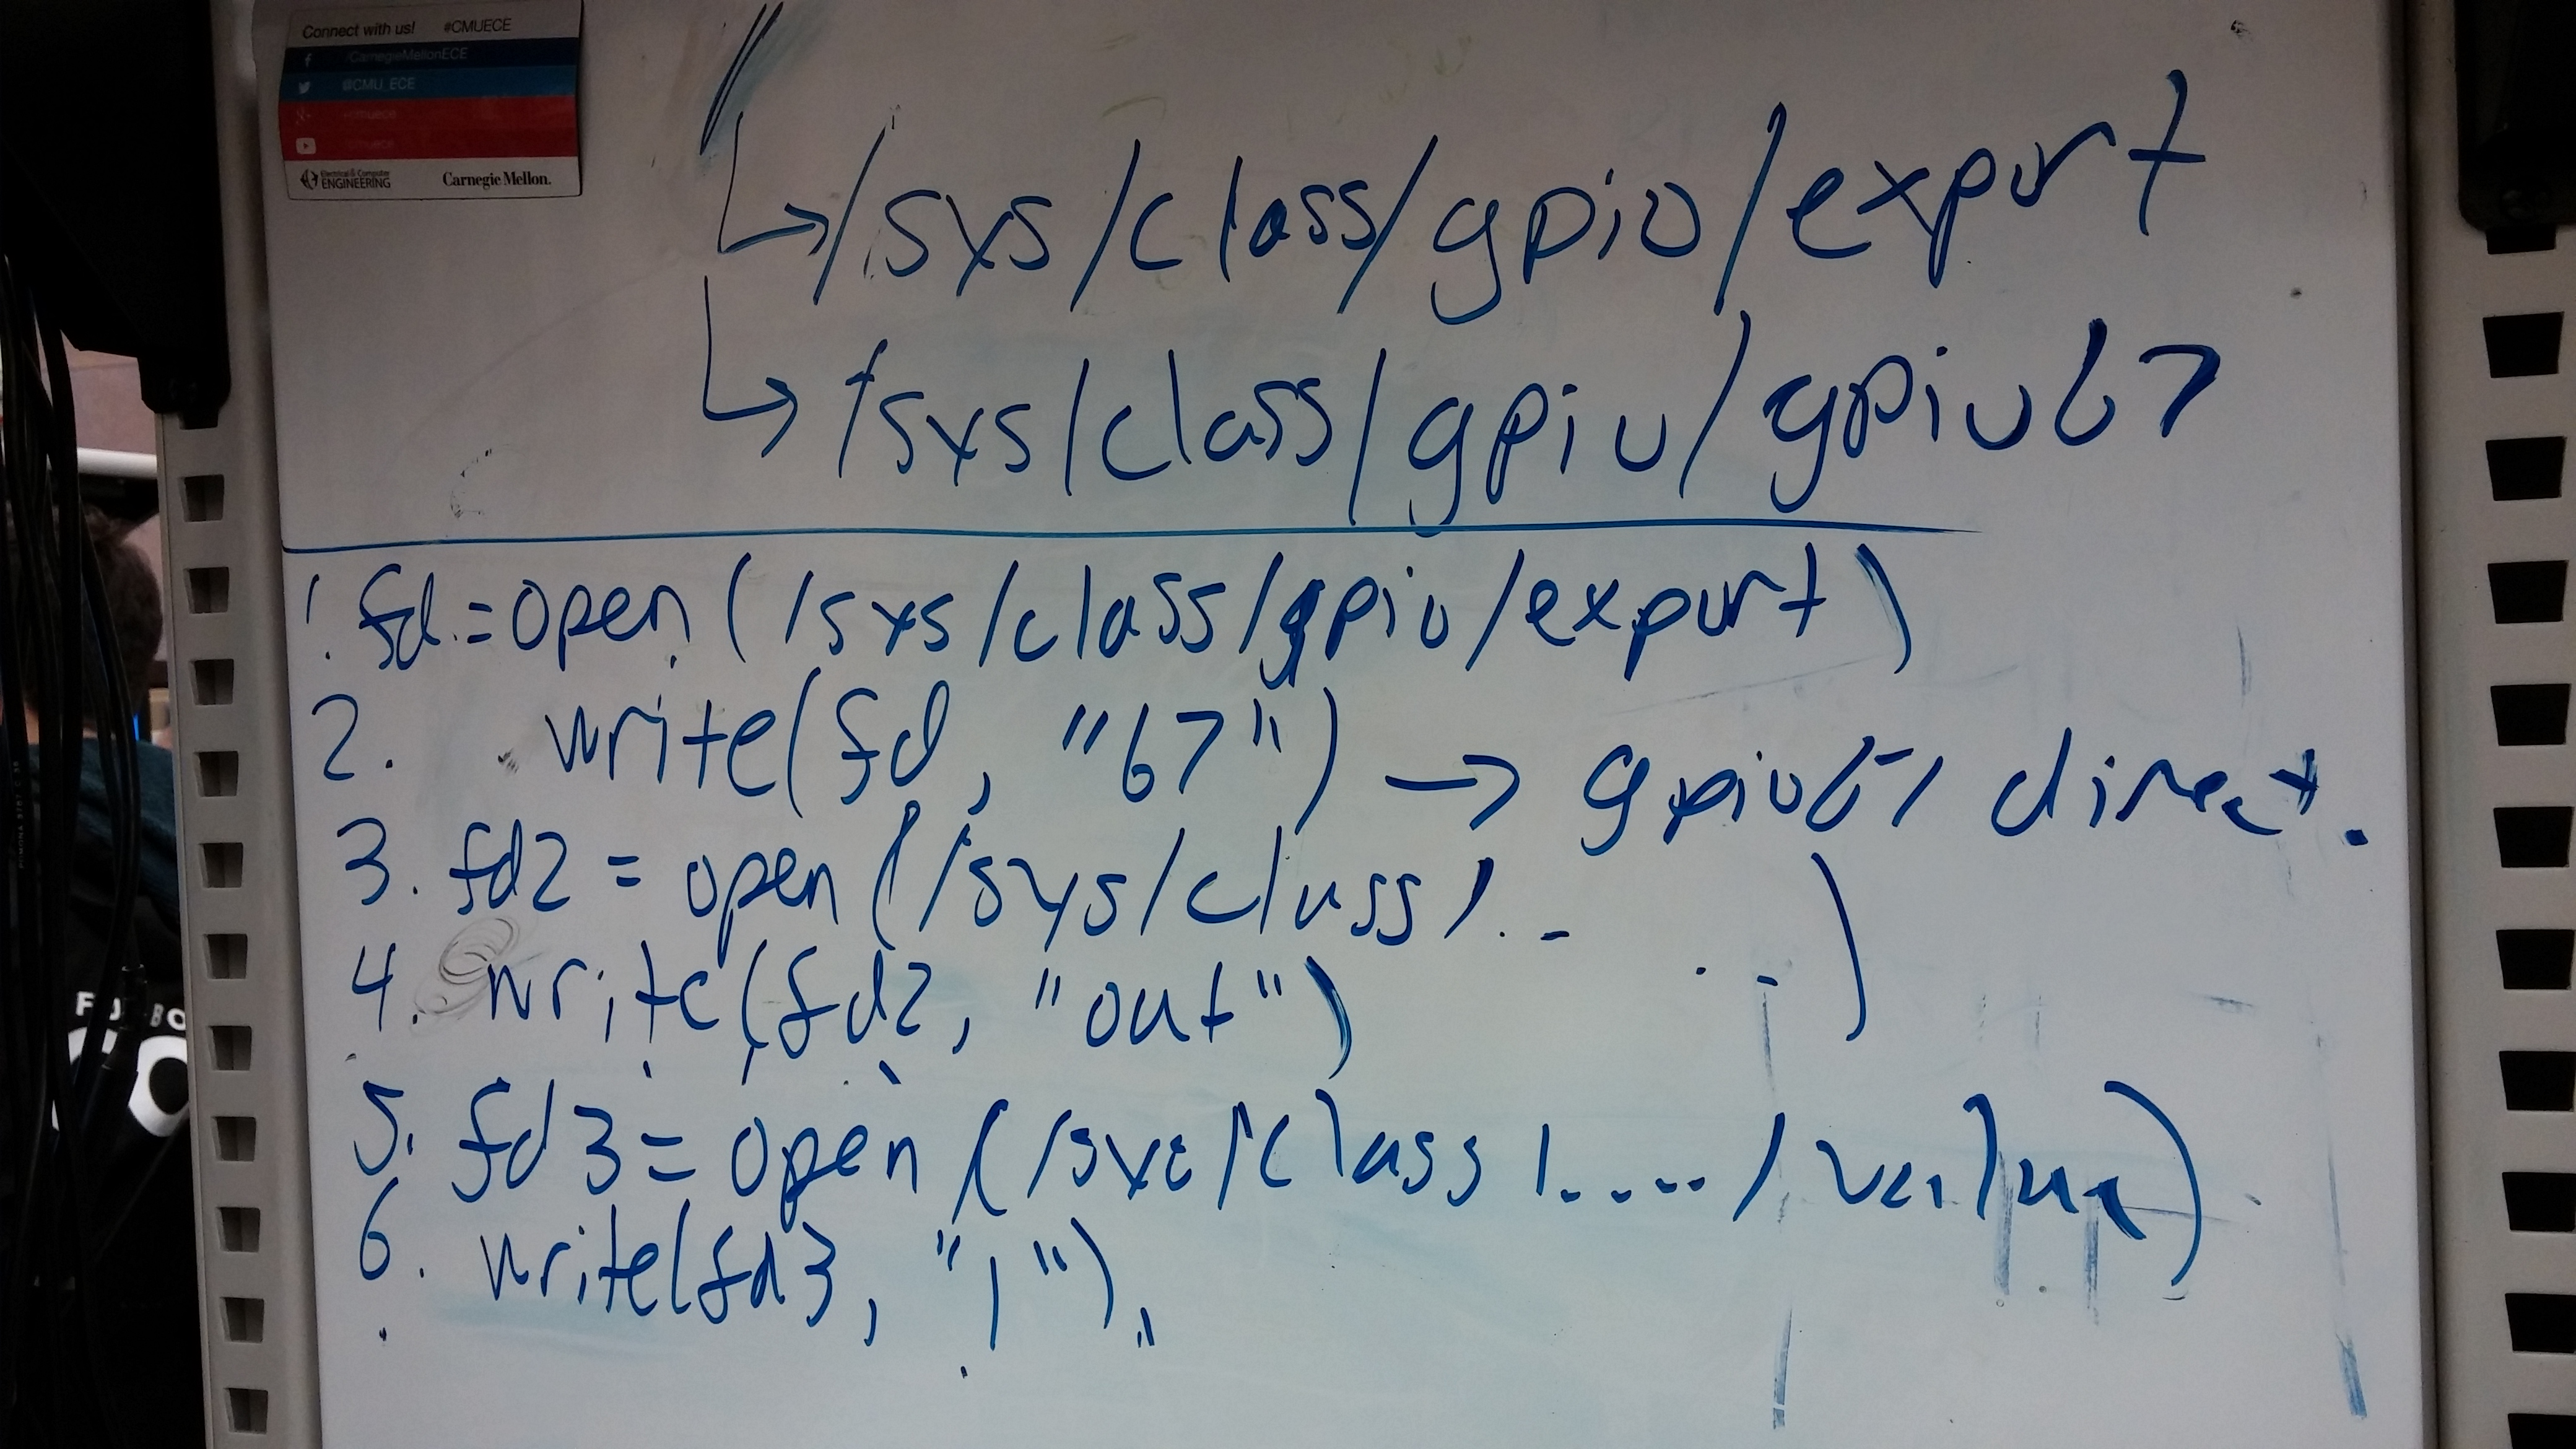 Connect with us! #CMUECE
/CarnegieMellonECE
@CMU_ECE
Electrical & Computer
ENGINEERING
Carnegie Mellon.
/sys/class/gpio/export
/sys/class/gpio/gpio67
1. fd = open(/sys/class/gpio/export)
2. write(fd, "67") → gpio67/direct.
3. fd2 = open(/sys/class/.. ..)
4. write(fd2, "out")
5. fd3 = open(/sys/class/..../value)
6. write(fd3, "1")